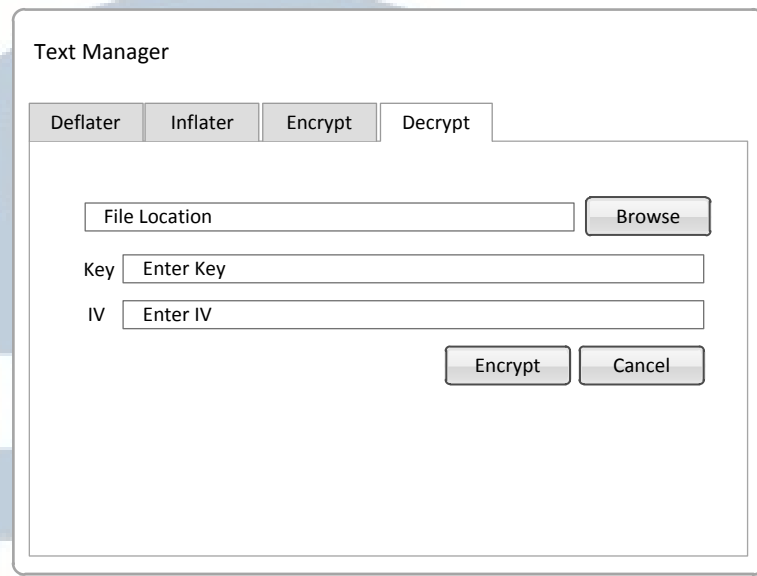 Text Manager
Deflater Inflater Encrypt Decrypt
File Location Browse
Key Enter Key
IV Enter IV
Encrypt Cancel